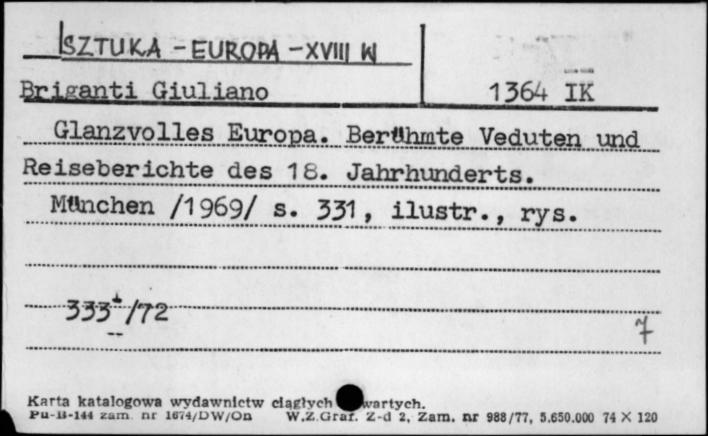 SZTUKA - EUROPA - XVIII W
Briganti Giuliano 1364 IK
Glanzvolles Europa. Berühmte Veduten und
Reiseberichte des 18. Jahrhunderts.
München /1969/ s. 331, ilustr., rys.
333/72
7
Karta katalogowa wydawnictw ciągłych wartych.
Pu-B-144 zam. nr 1674/DW/On W.Z.Graf. Z-d 2, Zam. nr 988/77, 5.650.000 74 X 120